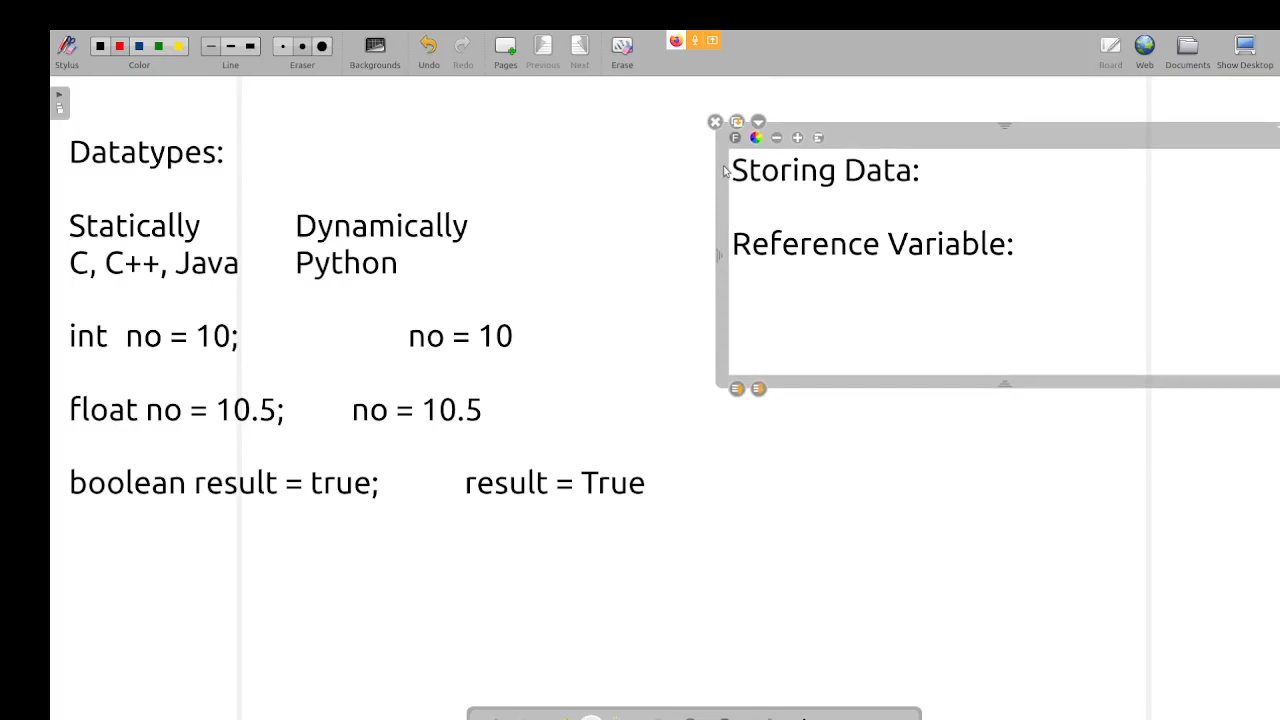 Stylus Color Line Eraser Backgrounds Undo Redo Pages Previous Next Erase Board Web Documents Show Desktop
Datatypes:
Statically Dynamically
C, C++, Java Python
int no = 10; no = 10
float no = 10.5; no = 10.5
boolean result = true; result = True
F
Storing Data:
Reference Variable: